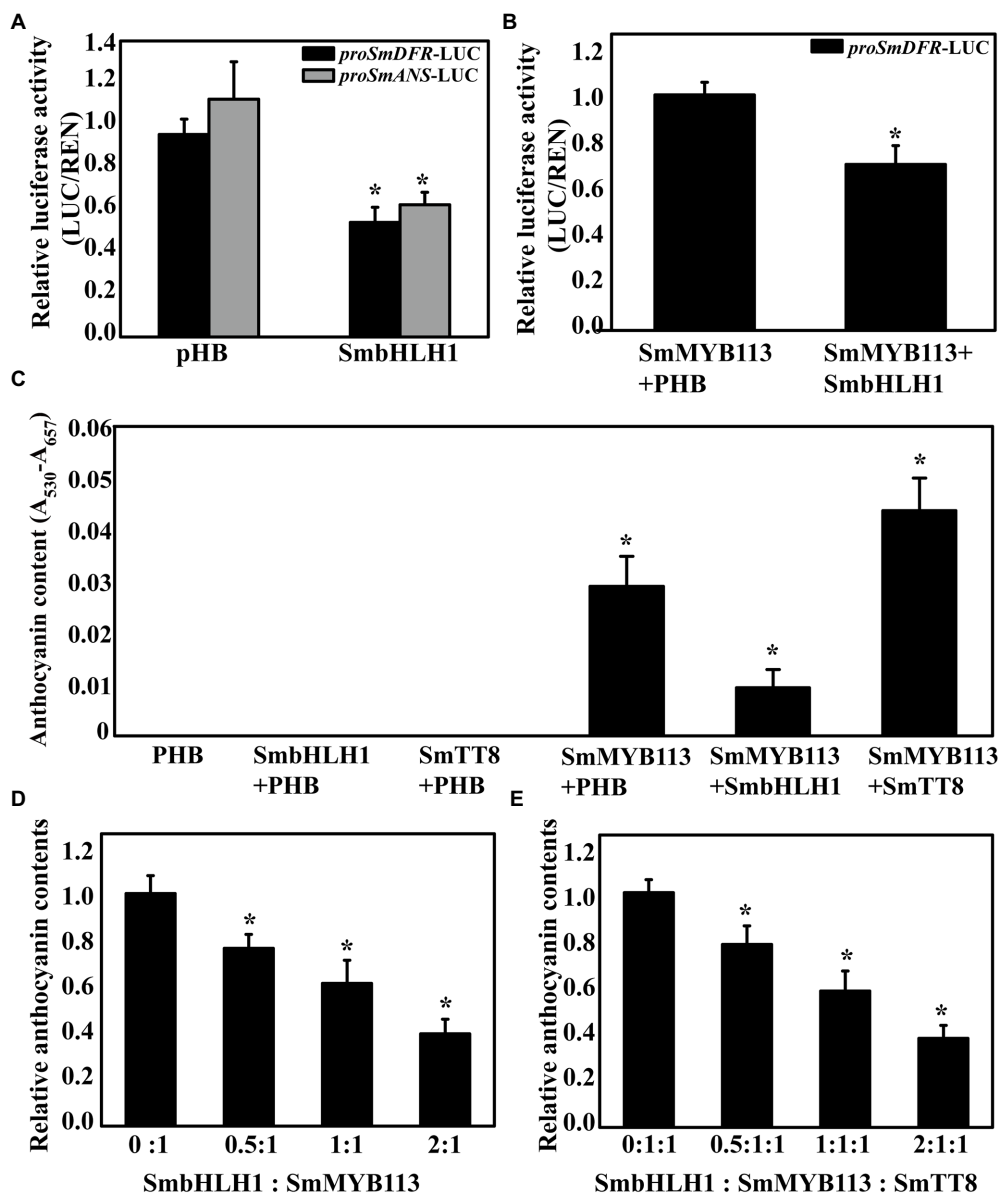 A
Relative luciferase activity
(LUC/REN)
1.4
1.2
1.0
0.8
0.6
0.4
0.2
0.0
proSmDFR-LUC
proSmANS-LUC
*
*
pHB
SmbHLH1
B
Relative luciferase activity
(LUC/REN)
1.2
1.0
0.8
0.6
0.4
0.2
0.0
proSmDFR-LUC
*
SmMYB113
+PHB
SmMYB113+
SmbHLH1
C
Anthocyanin content (A530-A657)
0.06
0.05
0.04
0.03
0.02
0.01
0
*
*
*
PHB
SmbHLH1
+PHB
SmTT8
+PHB
SmMYB113
+PHB
SmMYB113
+SmbHLH1
SmMYB113
+SmTT8
D
Relative anthocyanin contents
1.2
1.0
0.8
0.6
0.4
0.2
0.0
*
*
*
0 :1
0.5:1
1:1
2:1
SmbHLH1 : SmMYB113
E
Relative anthocyanin contents
1.2
1.0
0.8
0.6
0.4
0.2
0.0
*
*
*
0:1:1
0.5:1:1
1:1:1
2:1:1
SmbHLH1 : SmMYB113 : SmTT8